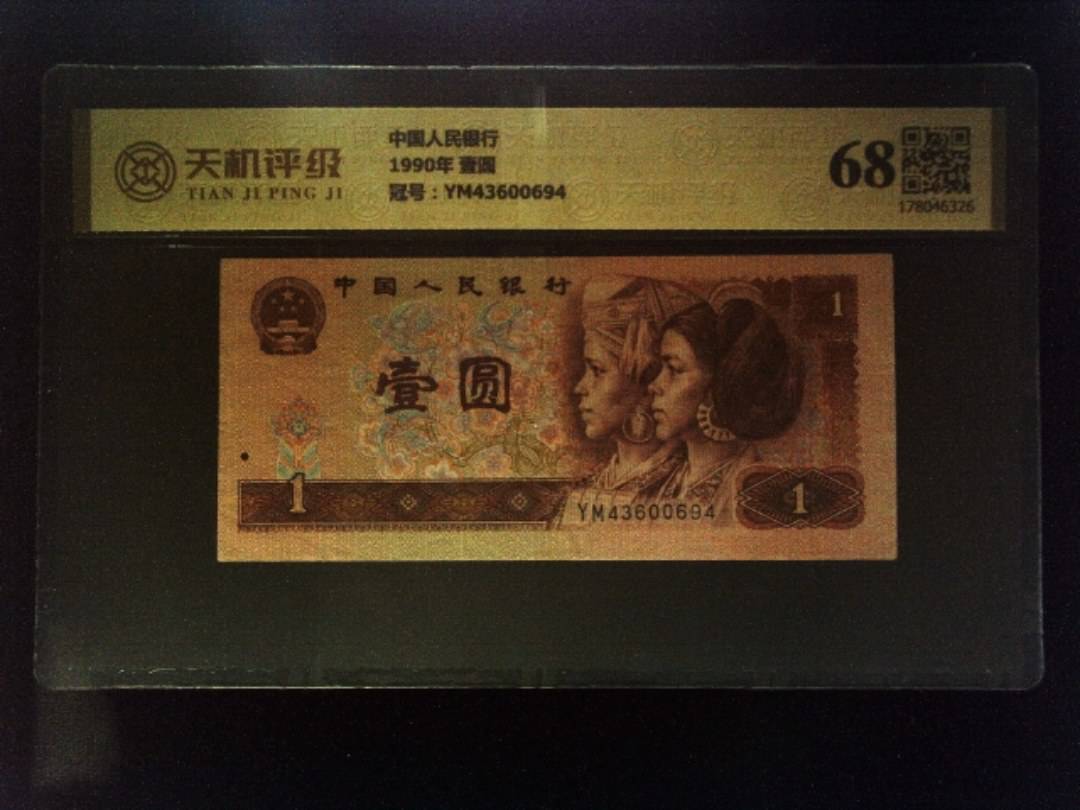 天机评级
TIAN JI PING JI
中国人民银行
1990年 壹圆
冠号：YM43600694
68
178046326
中国人民银行
1
壹圆
1
YM43600694
1